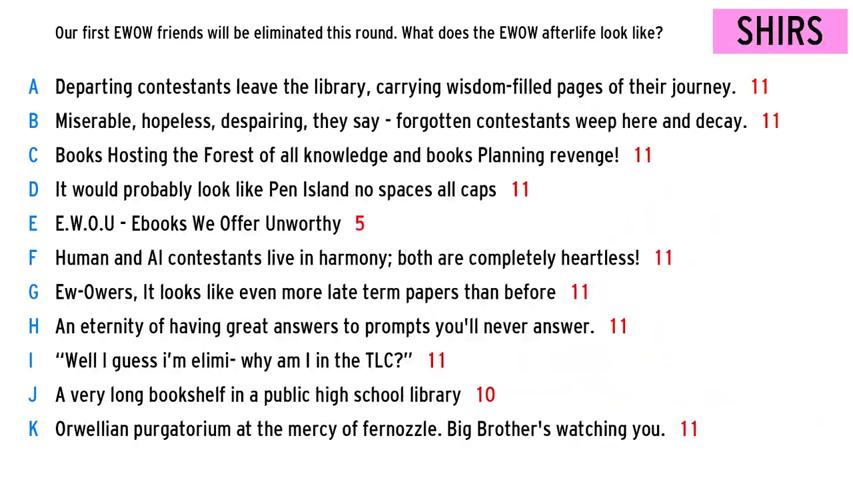 Our first EWOW friends will be eliminated this round. What does the EWOW afterlife look like?
SHIRS
A Departing contestants leave the library, carrying wisdom-filled pages of their journey. 11
B Miserable, hopeless, despairing, they say - forgotten contestants weep here and decay. 11
C Books Hosting the Forest of all knowledge and books Planning revenge! 11
D It would probably look like Pen Island no spaces all caps 11
E E.W.O.U - Ebooks We Offer Unworthy 5
F Human and AI contestants live in harmony; both are completely heartless! 11
G Ew-Owers, It looks like even more late term papers than before 11
H An eternity of having great answers to prompts you'll never answer. 11
I “Well I guess i’m elimi- why am I in the TLC?” 11
J A very long bookshelf in a public high school library 10
K Orwellian purgatorium at the mercy of fernozzle. Big Brother's watching you. 11